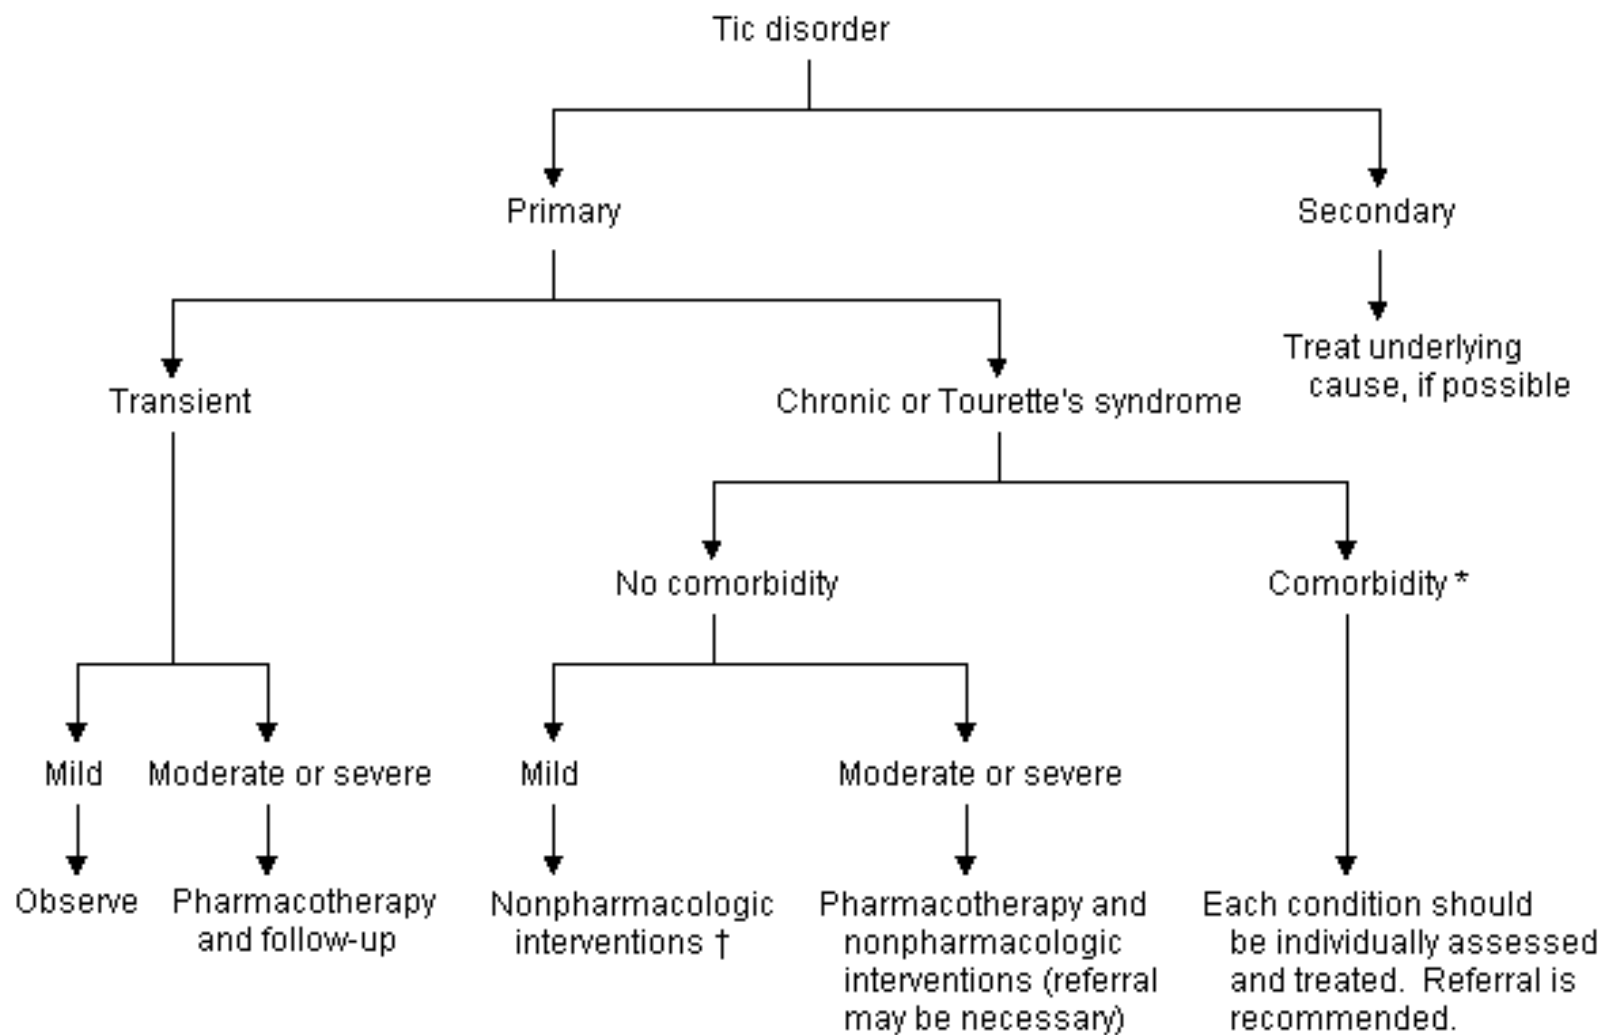 Tic disorder
Primary
Secondary
Treat underlying
cause, if possible
Transient
Chronic or Tourette's syndrome
No comorbidity
Comorbidity *
Mild
Moderate or severe
Mild
Moderate or severe
Observe
Pharmacotherapy
and follow-up
Nonpharmacologic
interventions †
Pharmacotherapy and
nonpharmacologic
interventions (referral
may be necessary)
Each condition should
be individually assessed
and treated. Referral is
recommended.